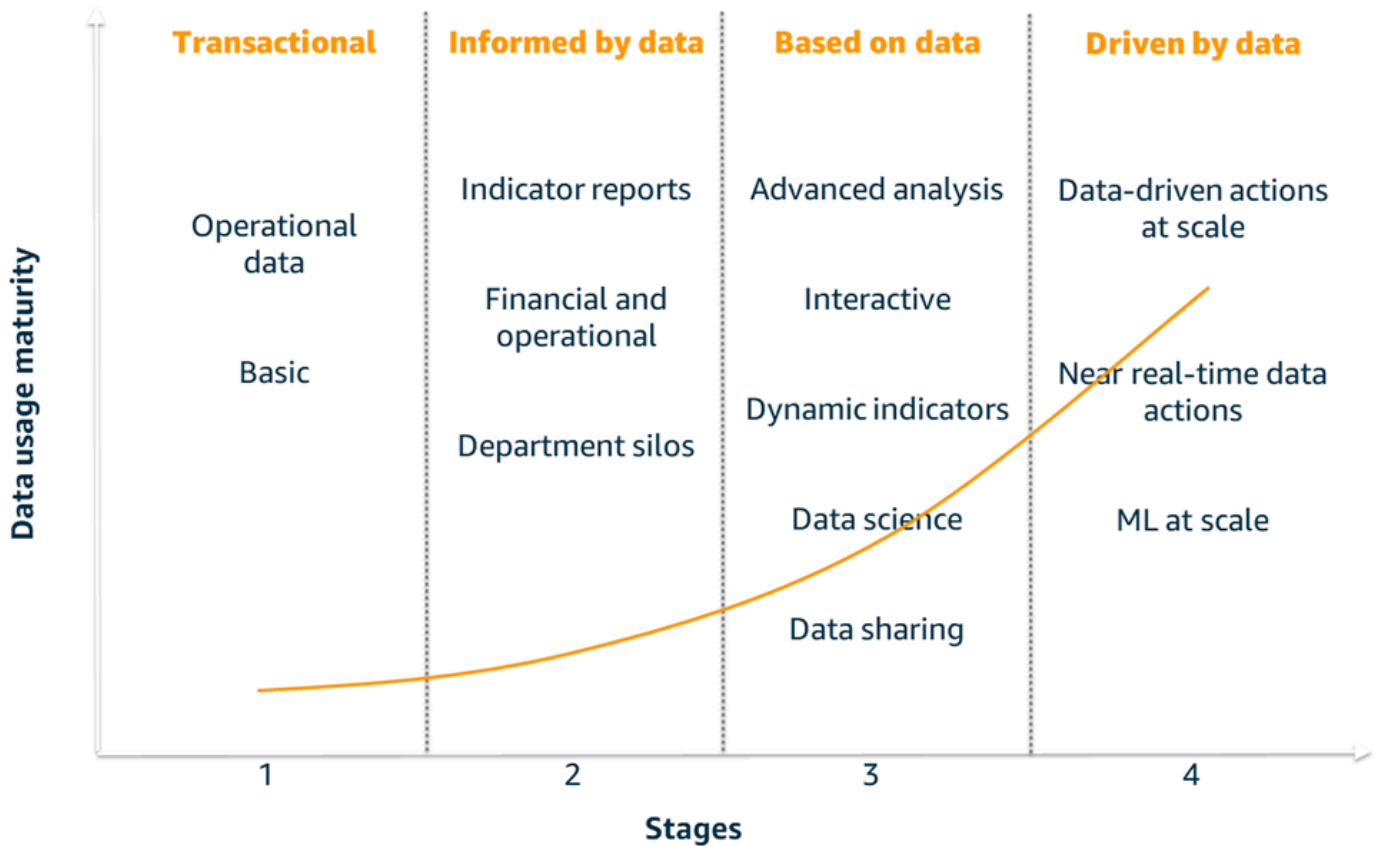 Transactional
Informed by data
Based on data
Driven by data
Data usage maturity
Operational
data
Basic
Indicator reports
Financial and
operational
Department silos
Advanced analysis
Interactive
Dynamic indicators
Data science
Data sharing
Data-driven actions
at scale
Near real-time data
actions
ML at scale
1
2
3
4
Stages